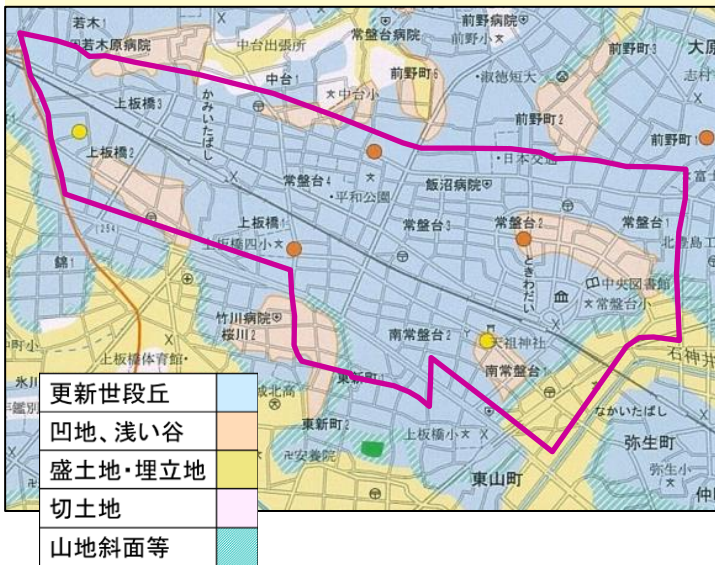 若木1
旧若木原病院
中台出張所
常盤台病院
前野病院
前野小
前野町3
大原
志村
中台1
中台小
前野町6
淑徳短大
上板橋3
かみいたばし
前野町2
前野町1
上板橋2
・日本交通
常盤台4
・平和公園
飯沼病院
富士
常盤台3
常盤台2
常盤台1
上板橋1
上板橋四小
北豊島工
(254)
錦1
ときわだい
中央図書館
常盤台小
竹川病院
桜川2
南常盤台2
天祖神社
石神井
上板橋体育館・
東新町1
南常盤台1
氷川
城北高
なかいたばし
東新町2
上板橋小
弥生町
卍安養院
東山町
弥生小
仲
更新世段丘
凹地、浅い谷
盛土地・埋立地
切土地
山地斜面等